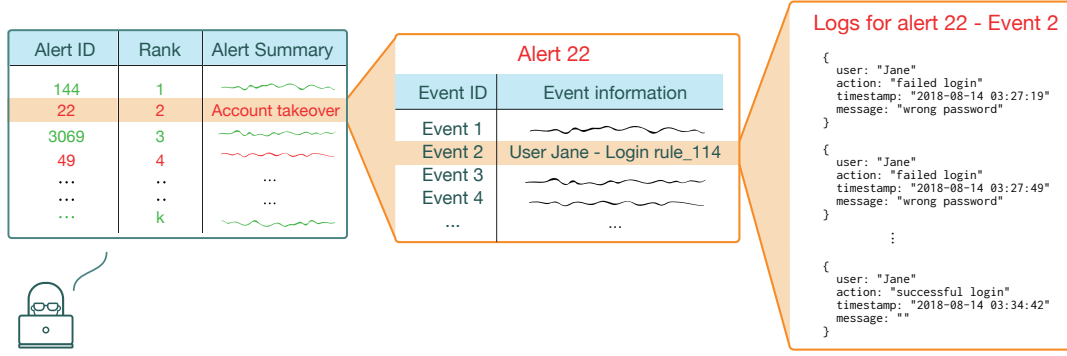 Alert ID Rank Alert Summary
144 1
22 2 Account takeover
3069 3
49 4
... .. ...
... .. ...
... k
Alert 22
Event ID Event information
Event 1
Event 2 User Jane - Login rule_114
Event 3
Event 4
... ...
Logs for alert 22 - Event 2
{
user: "Jane"
action: "failed login"
timestamp: "2018-08-14 03:27:19"
message: "wrong password"
}
{
user: "Jane"
action: "failed login"
timestamp: "2018-08-14 03:27:49"
message: "wrong password"
}
⋮
{
user: "Jane"
action: "successful login"
timestamp: "2018-08-14 03:34:42"
message: ""
}